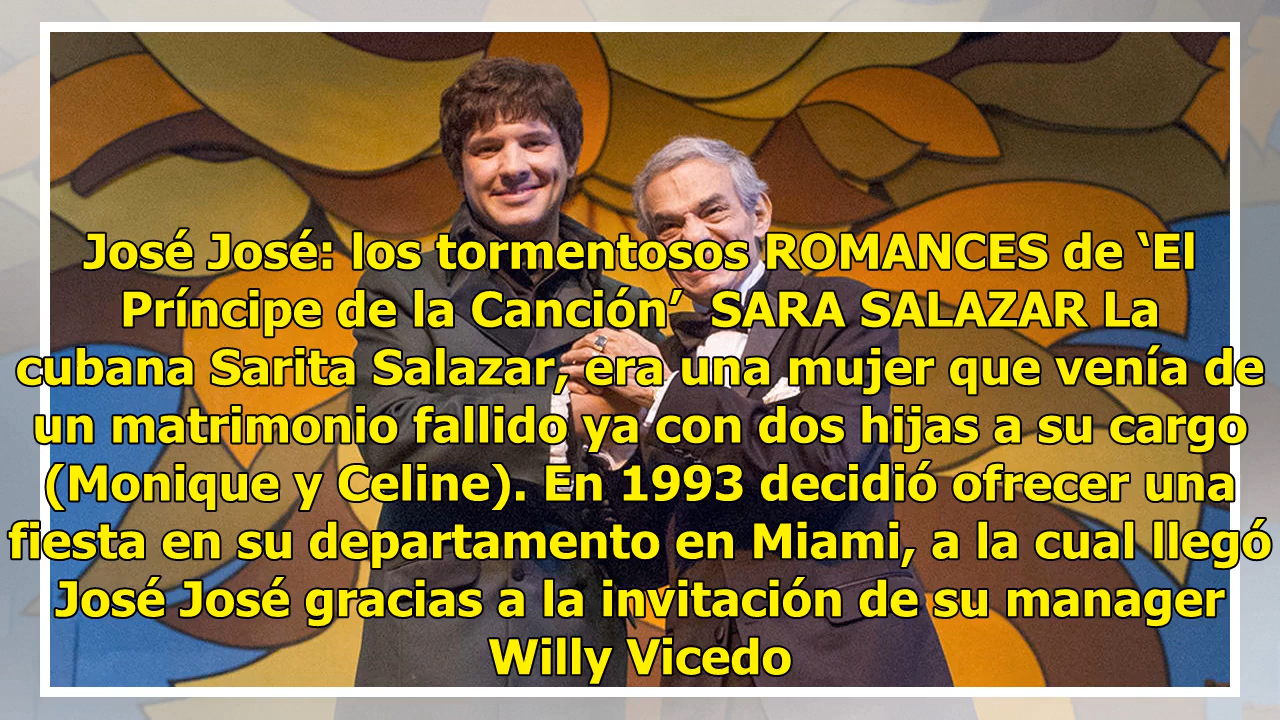 José José: los tormentosos ROMANCES de ‘El
Príncipe de la Canción’ SARA SALAZAR La
cubana Sarita Salazar, era una mujer que venía de
un matrimonio fallido ya con dos hijas a su cargo
(Monique y Celine). En 1993 decidió ofrecer una
fiesta en su departamento en Miami, a la cual llegó
José José gracias a la invitación de su manager
Willy Vicedo